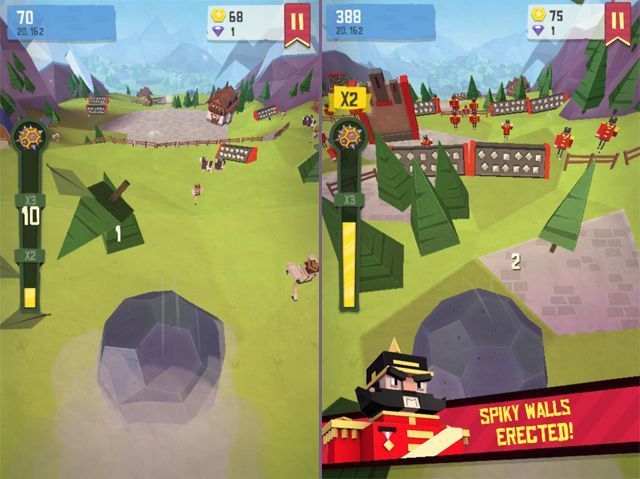 70
20.162
68
1
X3
10
X2
1
388
20.162
75
1
X2
X3
2
SPIKY WALLS
ERECTED!